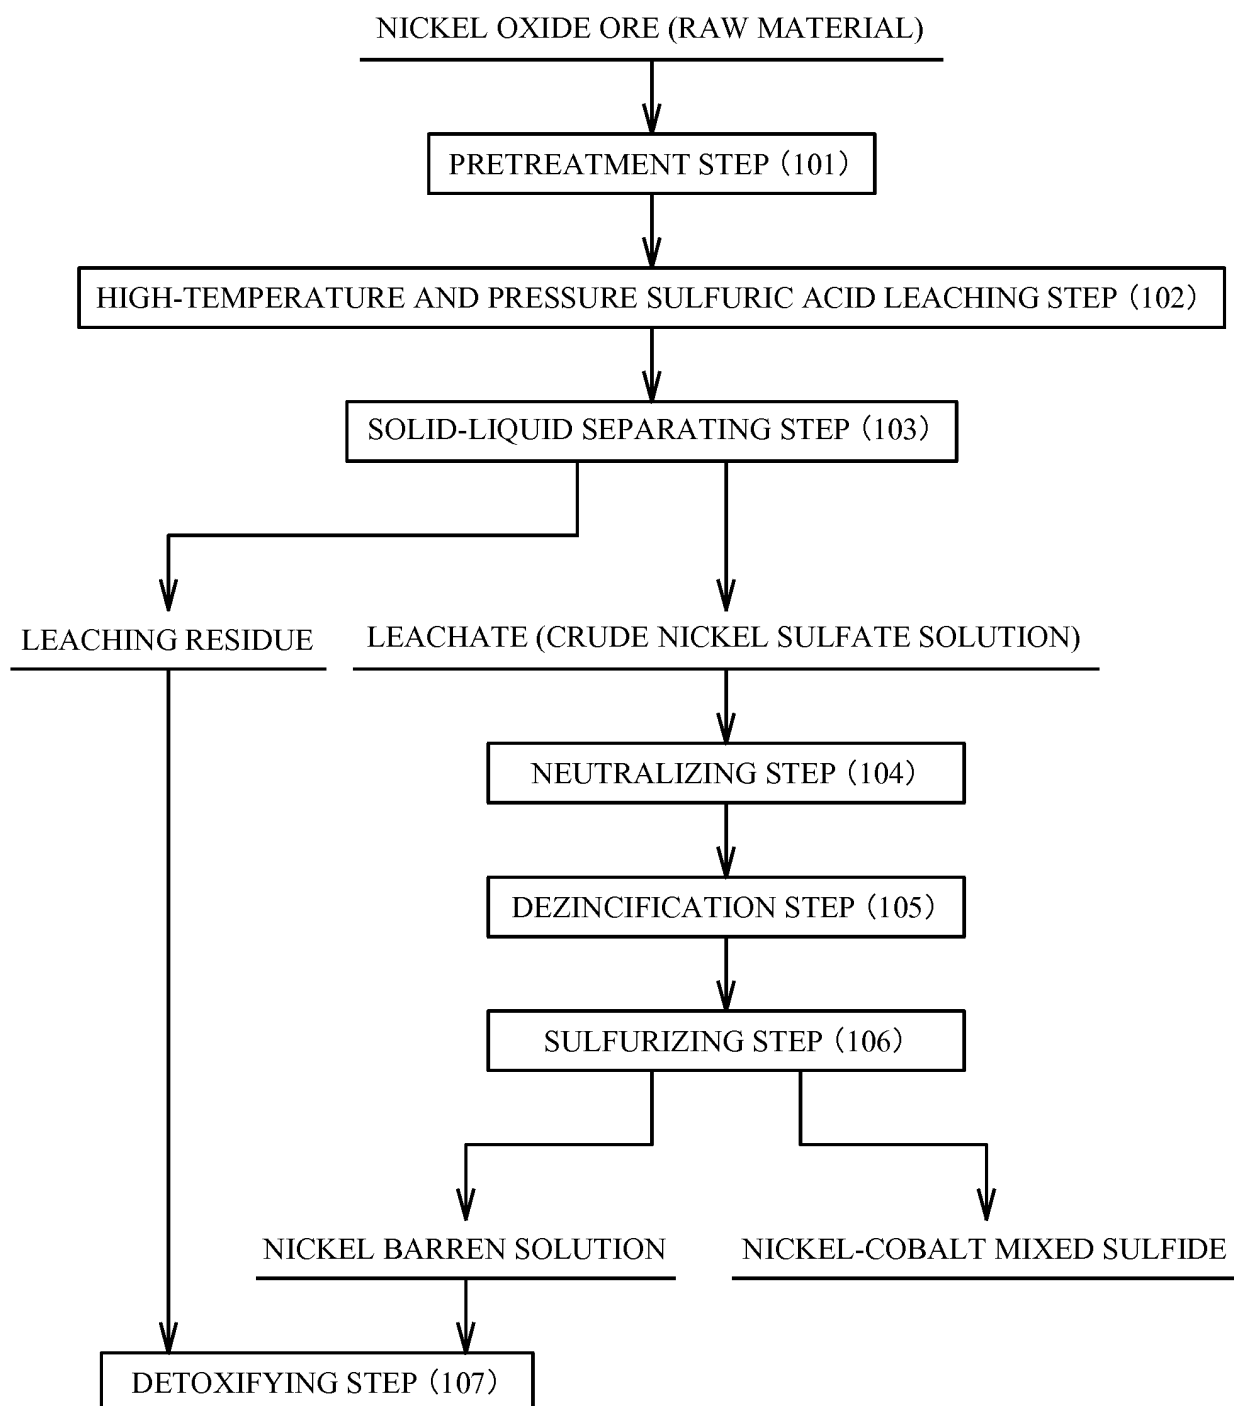 NICKEL OXIDE ORE (RAW MATERIAL)
PRETREATMENT STEP (101)
HIGH-TEMPERATURE AND PRESSURE SULFURIC ACID LEACHING STEP (102)
SOLID-LIQUID SEPARATING STEP (103)
LEACHING RESIDUE
LEACHATE (CRUDE NICKEL SULFATE SOLUTION)
NEUTRALIZING STEP (104)
DEZINCIFICATION STEP (105)
SULFURIZING STEP (106)
NICKEL BARREN SOLUTION
NICKEL-COBALT MIXED SULFIDE
DETOXIFYING STEP (107)